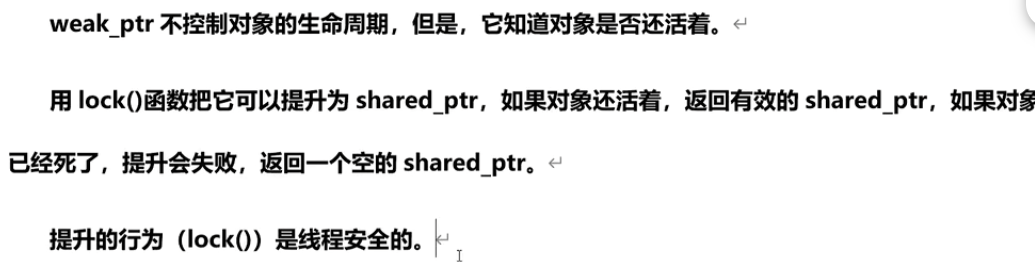 weak_ptr 不控制对象的生命周期，但是，它知道对象是否还活着。
用 lock()函数把它可以提升为 shared_ptr，如果对象还活着，返回有效的 shared_ptr，如果对象
已经死了，提升会失败，返回一个空的 shared_ptr。
提升的行为（lock()）是线程安全的。